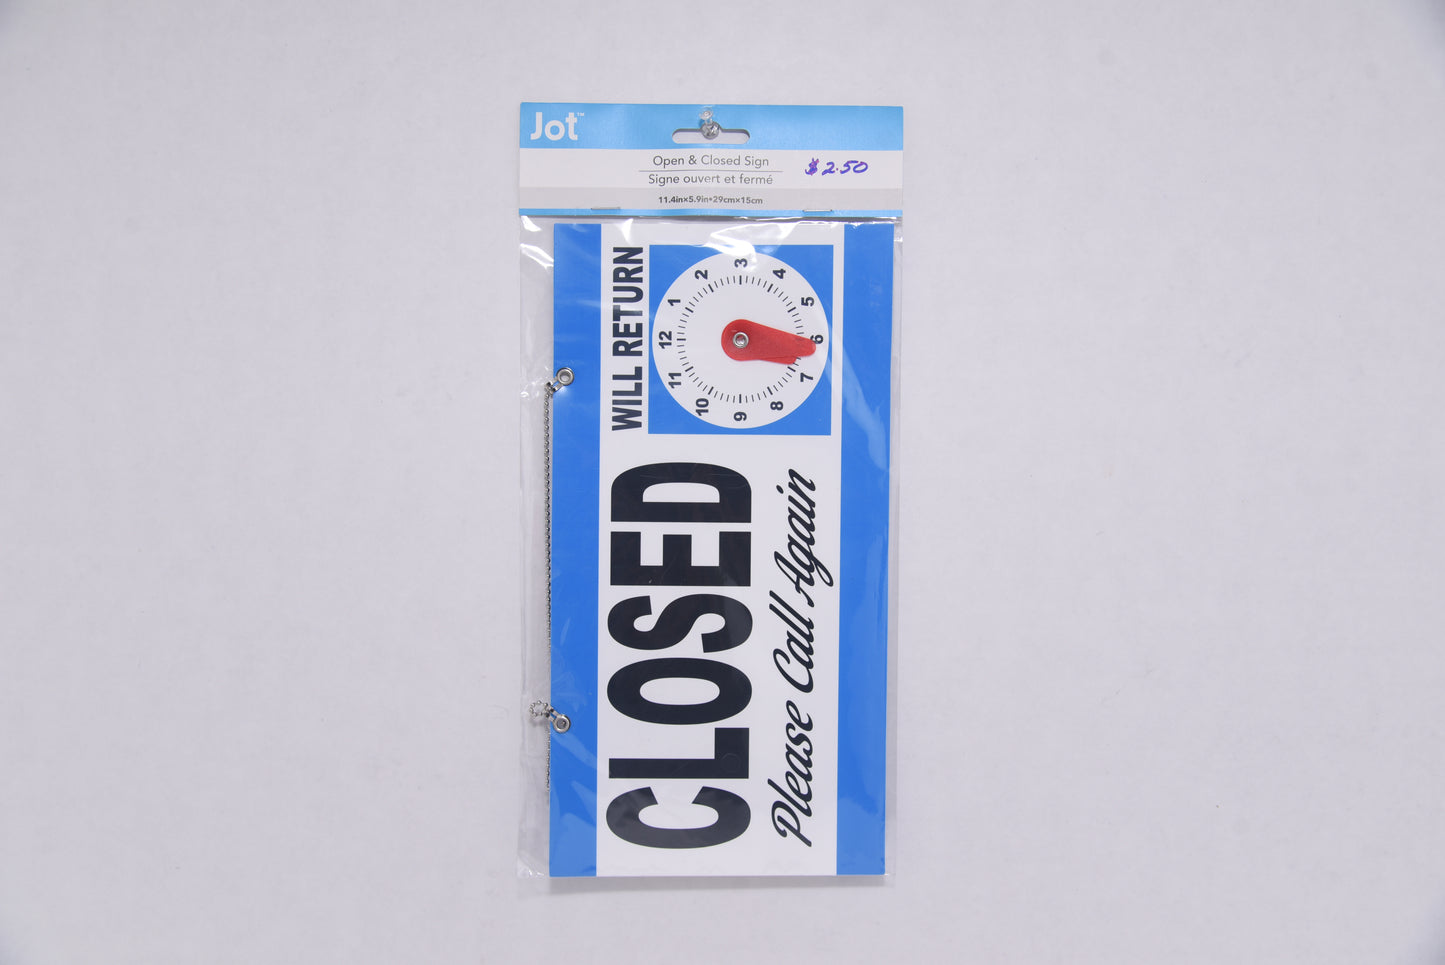 Jot™
Open & Closed Sign
Signe ouvert et fermé
$2.50
11.4in×5.9in•29cm×15cm
WILL RETURN
12
1
2
3
4
5
6
7
8
9
10
11
CLOSED
Please Call Again